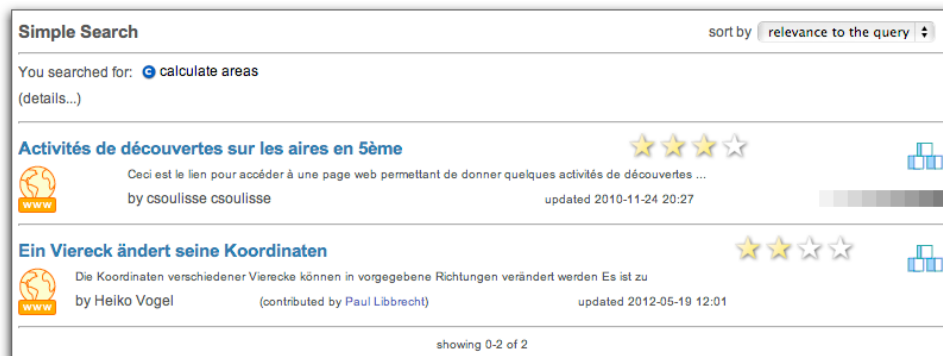 Simple Search
sort by relevance to the query
You searched for: C calculate areas
(details...)
Activités de découvertes sur les aires en 5ème
Ceci est le lien pour accéder à une page web permettant de donner quelques activités de découvertes ...
www
by csoulisse csoulisse updated 2010-11-24 20:27
Ein Viereck ändert seine Koordinaten
Die Koordinaten verschiedener Vierecke können in vorgegebene Richtungen verändert werden Es ist zu
www
by Heiko Vogel (contributed by Paul Libbrecht) updated 2012-05-19 12:01
showing 0-2 of 2